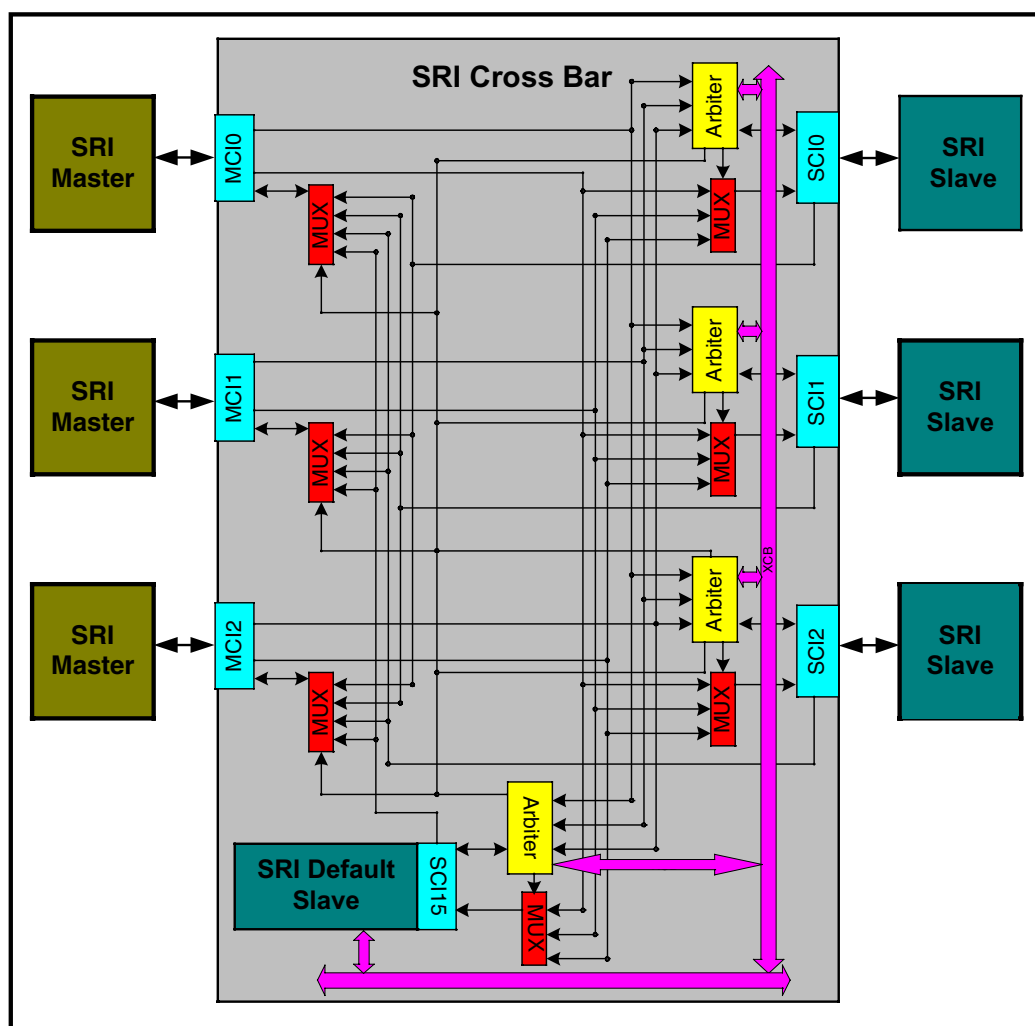 SRI Cross Bar
SRI
Master
MCI0
MUX
Arbiter
MUX
SCI0
SRI
Slave
SRI
Master
MCI1
MUX
Arbiter
MUX
SCI1
SRI
Slave
XCB
SRI
Master
MCI2
MUX
Arbiter
MUX
SCI2
SRI
Slave
SRI Default
Slave
SCI15
Arbiter
MUX